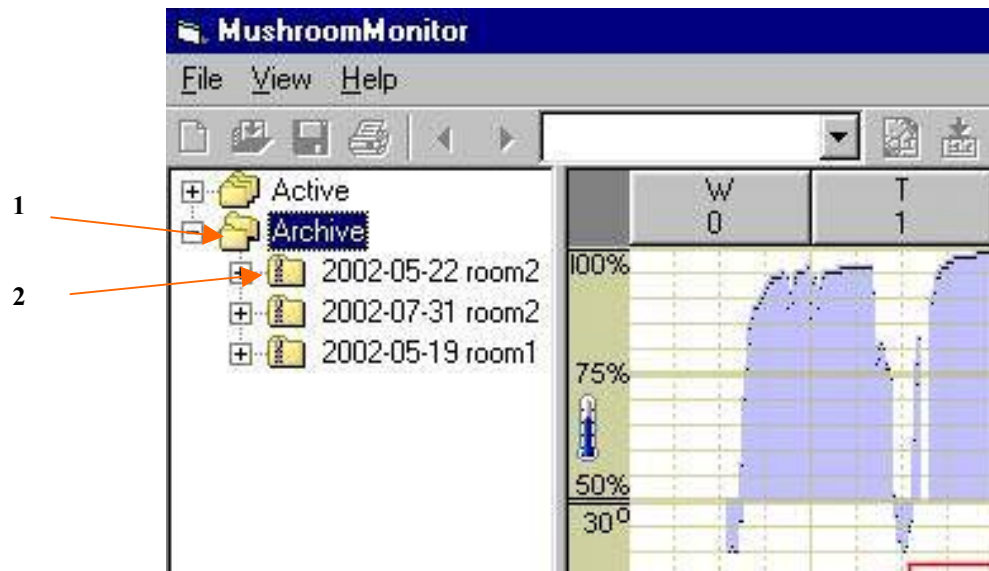 MushroomMonitor
File View Help
1
2
Active
Archive
2002-05-22 room2
2002-07-31 room2
2002-05-19 room1
W T
0 1
100%
75%
50%
30°